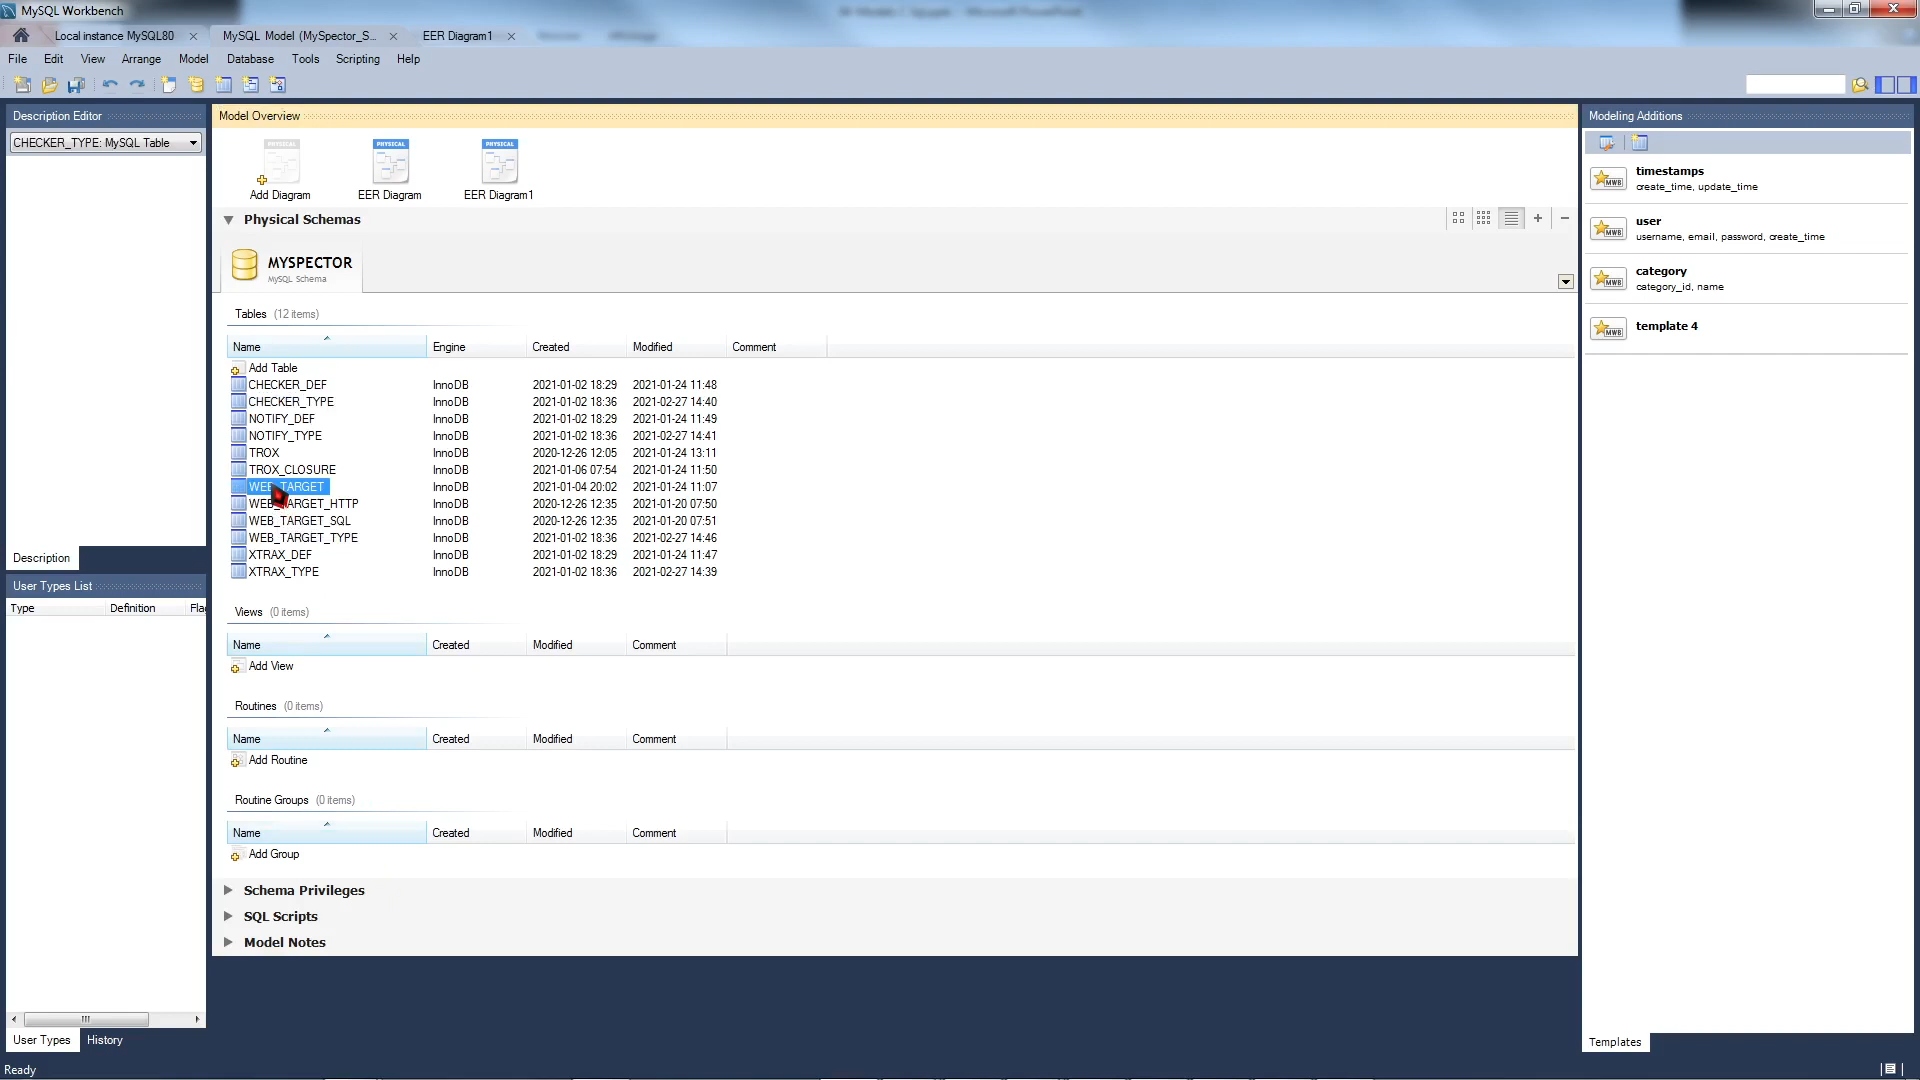 MySQL Workbench
Local instance MySQL80
MySQL Model (MySpector_S...
EER Diagram1
File Edit View Arrange Model Database Tools Scripting Help
Description Editor
CHECKER_TYPE: MySQL Table
Description
User Types List
Type Definition Flag
User Types History
Ready
Model Overview
PHYSICAL PHYSICAL PHYSICAL
Add Diagram EER Diagram EER Diagram1
Physical Schemas
MYSPECTOR
MySQL Schema
Tables (12 items)
Name Engine Created Modified Comment
Add Table
CHECKER_DEF InnoDB 2021-01-02 18:29 2021-01-24 11:48
CHECKER_TYPE InnoDB 2021-01-02 18:36 2021-02-27 14:40
NOTIFY_DEF InnoDB 2021-01-02 18:29 2021-01-24 11:49
NOTIFY_TYPE InnoDB 2021-01-02 18:36 2021-02-27 14:41
TROX InnoDB 2020-12-26 12:05 2021-01-24 13:11
TROX_CLOSURE InnoDB 2021-01-06 07:54 2021-01-24 11:50
WEB_TARGET InnoDB 2021-01-04 20:02 2021-01-24 11:07
WEB_TARGET_HTTP InnoDB 2020-12-26 12:35 2021-01-20 07:50
WEB_TARGET_SQL InnoDB 2020-12-26 12:35 2021-01-20 07:51
WEB_TARGET_TYPE InnoDB 2021-01-02 18:36 2021-02-27 14:46
XTRAX_DEF InnoDB 2021-01-02 18:29 2021-01-24 11:47
XTRAX_TYPE InnoDB 2021-01-02 18:36 2021-02-27 14:39
Views (0 items)
Name Created Modified Comment
Add View
Routines (0 items)
Name Created Modified Comment
Add Routine
Routine Groups (0 items)
Name Created Modified Comment
Add Group
Schema Privileges
SQL Scripts
Model Notes
Modeling Additions
MWB timestamps
create_time, update_time
MWB user
username, email, password, create_time
MWB category
category_id, name
MWB template 4
Templates